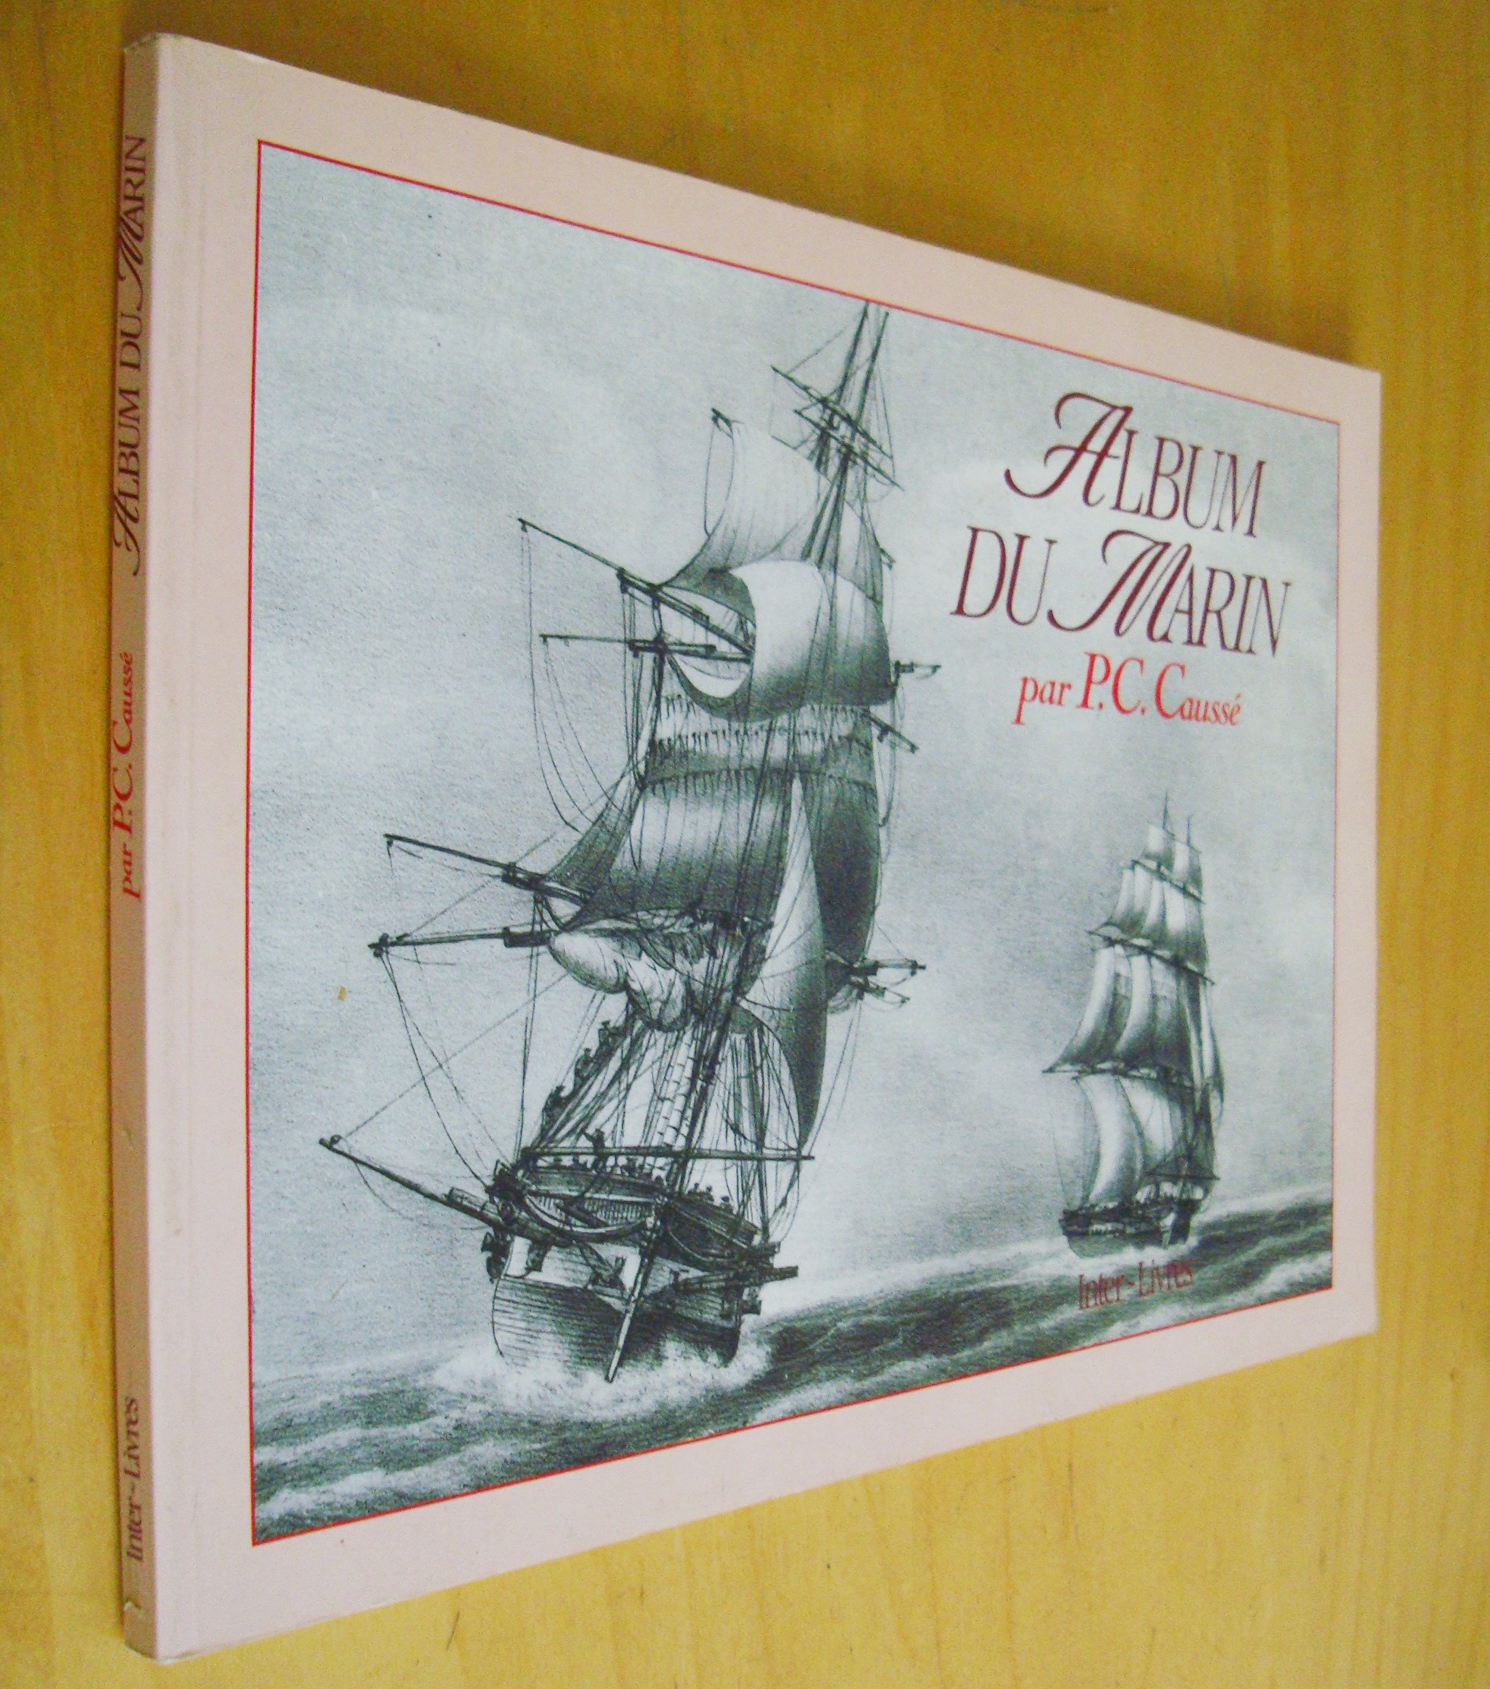 ALBUM
DU MARIN
par P.C. Caussé
Inter-Livres
ALBUM DU MARIN
par P.C. Caussé
Inter-Livres